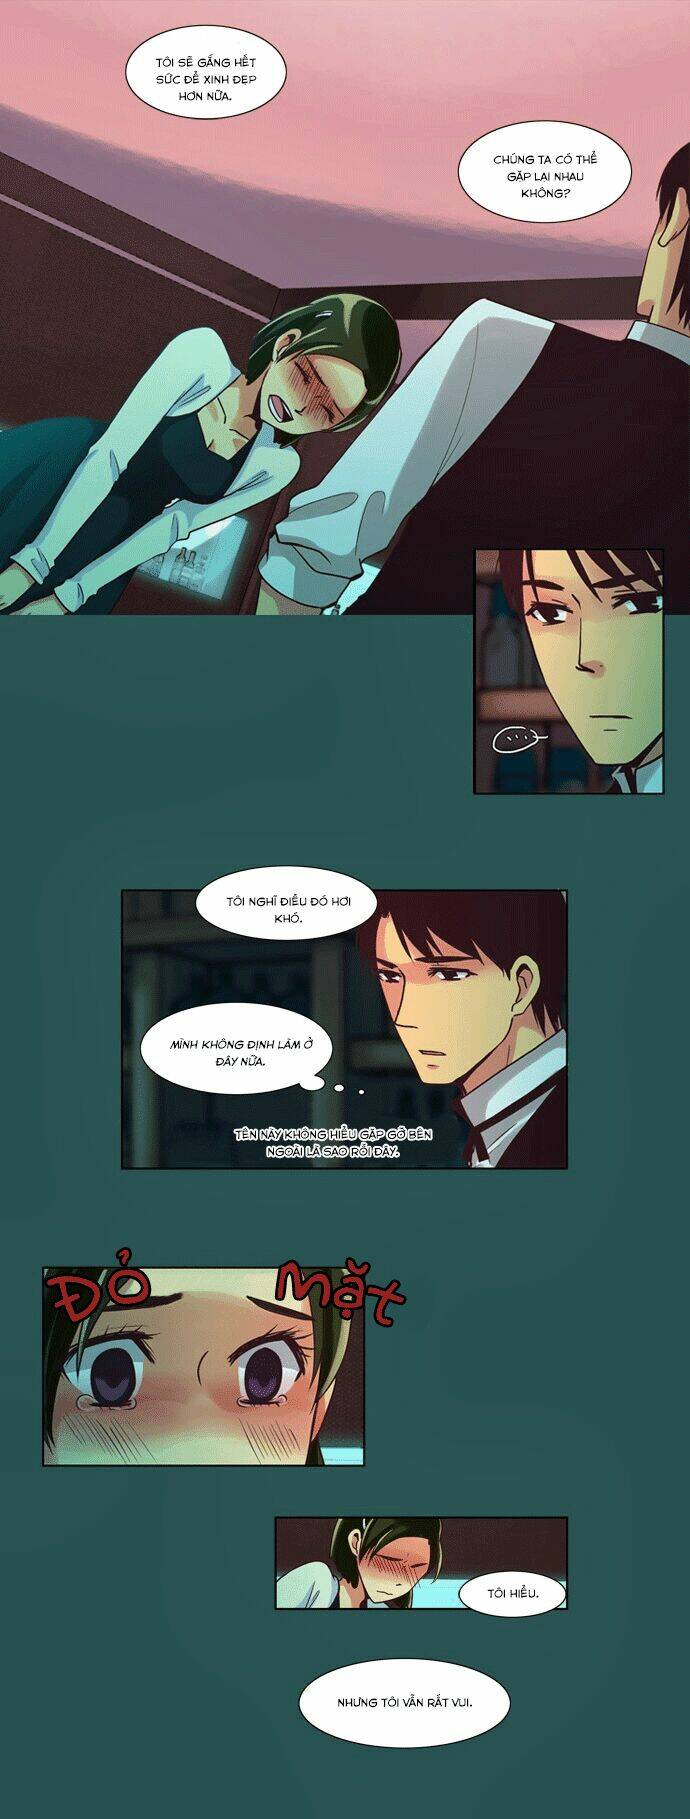 TÔI SẼ GẮNG HẾT
SỨC ĐỂ XINH ĐẸP
HƠN NỮA.
CHÚNG TA CÓ THỂ
GẶP LẠI NHAU
KHÔNG?
...
TÔI NGHĨ ĐIỀU ĐÓ HƠI
KHÓ.
MÌNH KHÔNG ĐỊNH LÀM Ở
ĐÂY NỮA.
TÊN NÀY KHÔNG HIỂU GẶP GỠ BÊN
NGOÀI LÀ SAO RỒI ĐÂY.
ĐỎ MẶT
TÔI HIỂU.
NHƯNG TÔI VẪN RẤT VUI.